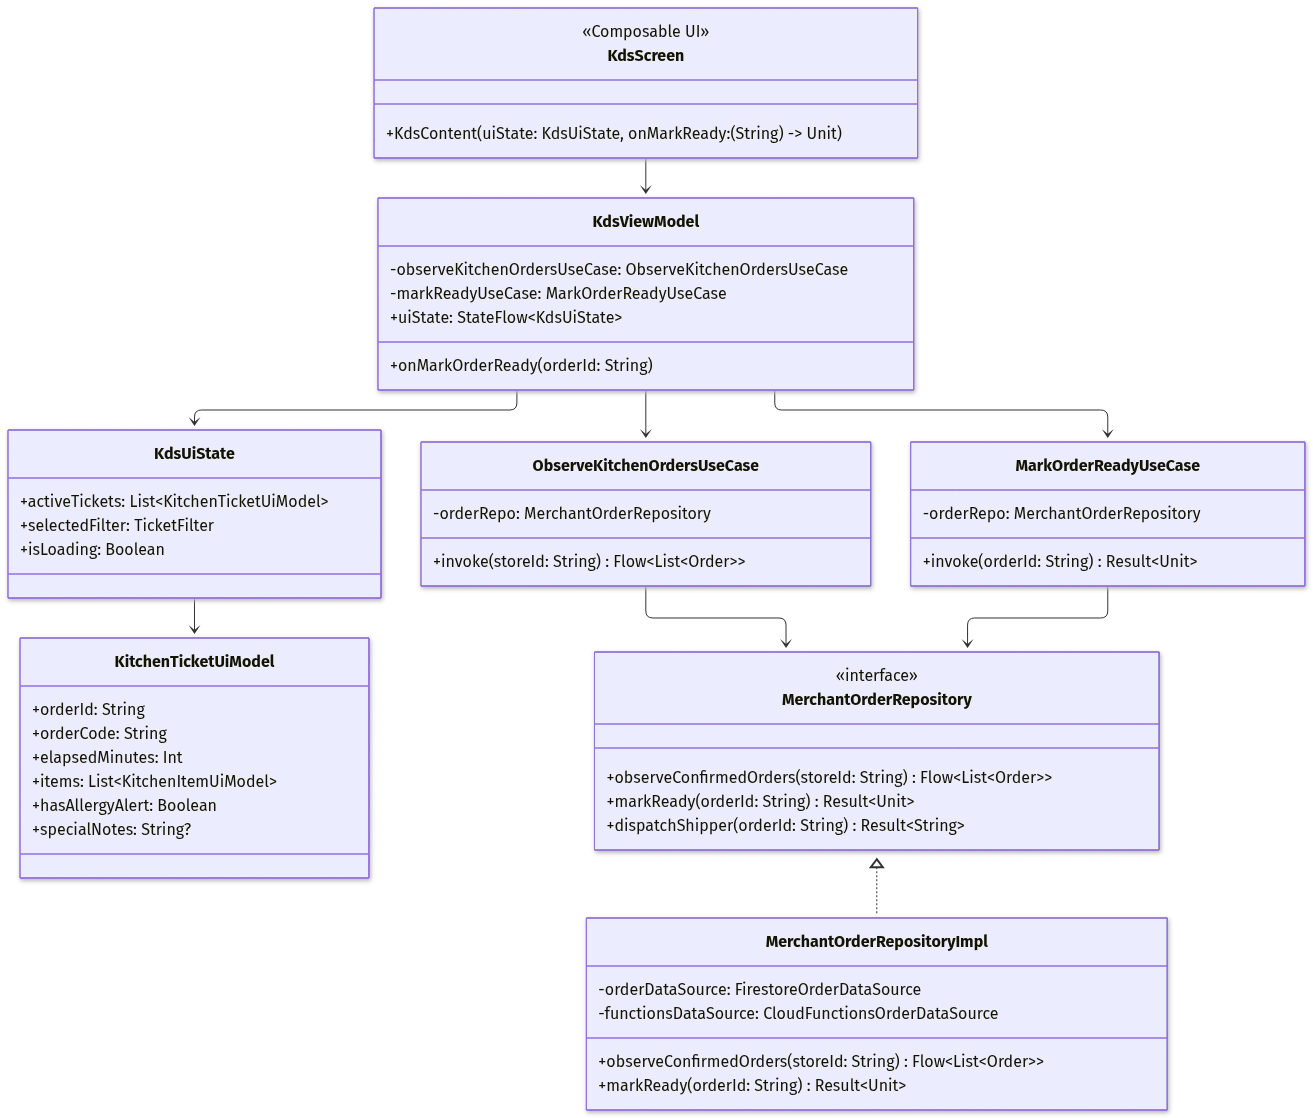 «Composable UI»
KdsScreen
+KdsContent(uiState: KdsUiState, onMarkReady:(String) -> Unit)
KdsViewModel
-observeKitchenOrdersUseCase: ObserveKitchenOrdersUseCase
-markReadyUseCase: MarkOrderReadyUseCase
+uiState: StateFlow<KdsUiState>
+onMarkOrderReady(orderId: String)
KdsUiState
+activeTickets: List<KitchenTicketUiModel>
+selectedFilter: TicketFilter
+isLoading: Boolean
ObserveKitchenOrdersUseCase
-orderRepo: MerchantOrderRepository
+invoke(storeId: String) : Flow<List<Order>>
MarkOrderReadyUseCase
-orderRepo: MerchantOrderRepository
+invoke(orderId: String) : Result<Unit>
KitchenTicketUiModel
+orderId: String
+orderCode: String
+elapsedMinutes: Int
+items: List<KitchenItemUiModel>
+hasAllergyAlert: Boolean
+specialNotes: String?
«interface»
MerchantOrderRepository
+observeConfirmedOrders(storeId: String) : Flow<List<Order>>
+markReady(orderId: String) : Result<Unit>
+dispatchShipper(orderId: String) : Result<String>
MerchantOrderRepositoryImpl
-orderDataSource: FirestoreOrderDataSource
-functionsDataSource: CloudFunctionsOrderDataSource
+observeConfirmedOrders(storeId: String) : Flow<List<Order>>
+markReady(orderId: String) : Result<Unit>